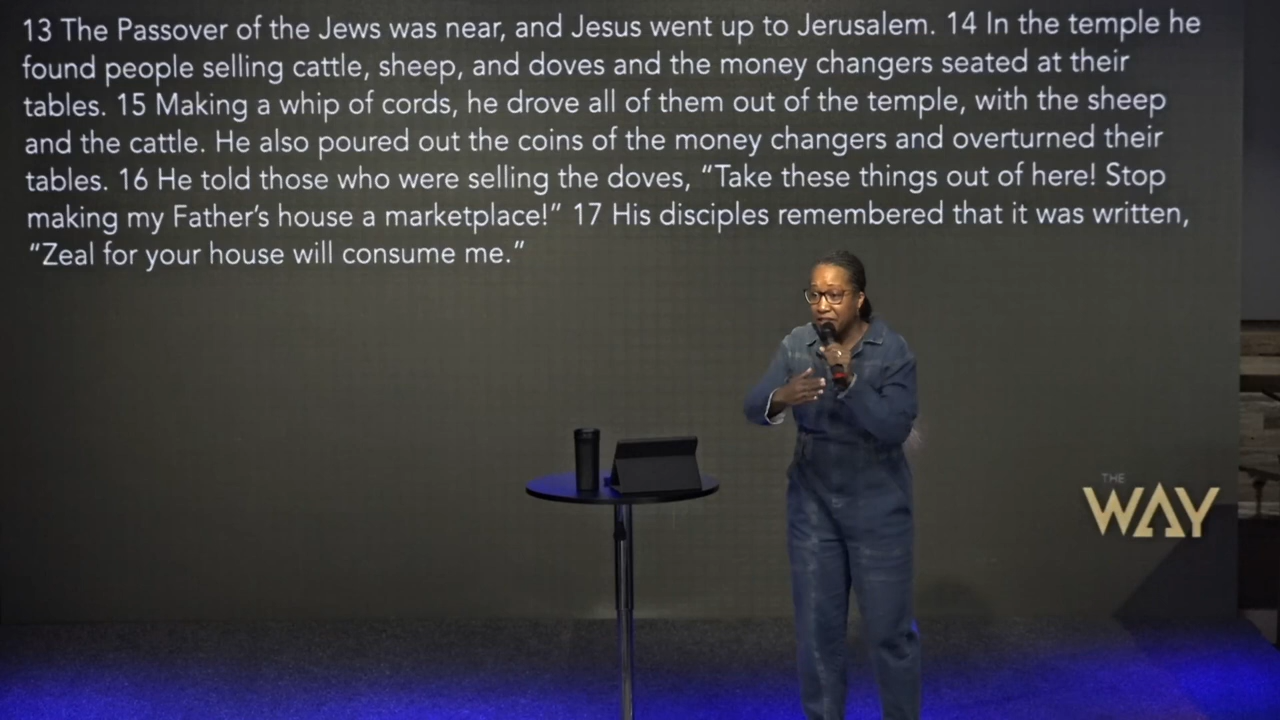 13 The Passover of the Jews was near, and Jesus went up to Jerusalem. 14 In the temple he
found people selling cattle, sheep, and doves and the money changers seated at their
tables. 15 Making a whip of cords, he drove all of them out of the temple, with the sheep
and the cattle. He also poured out the coins of the money changers and overturned their
tables. 16 He told those who were selling the doves, “Take these things out of here! Stop
making my Father’s house a marketplace!” 17 His disciples remembered that it was written,
“Zeal for your house will consume me.”
THE
WAY